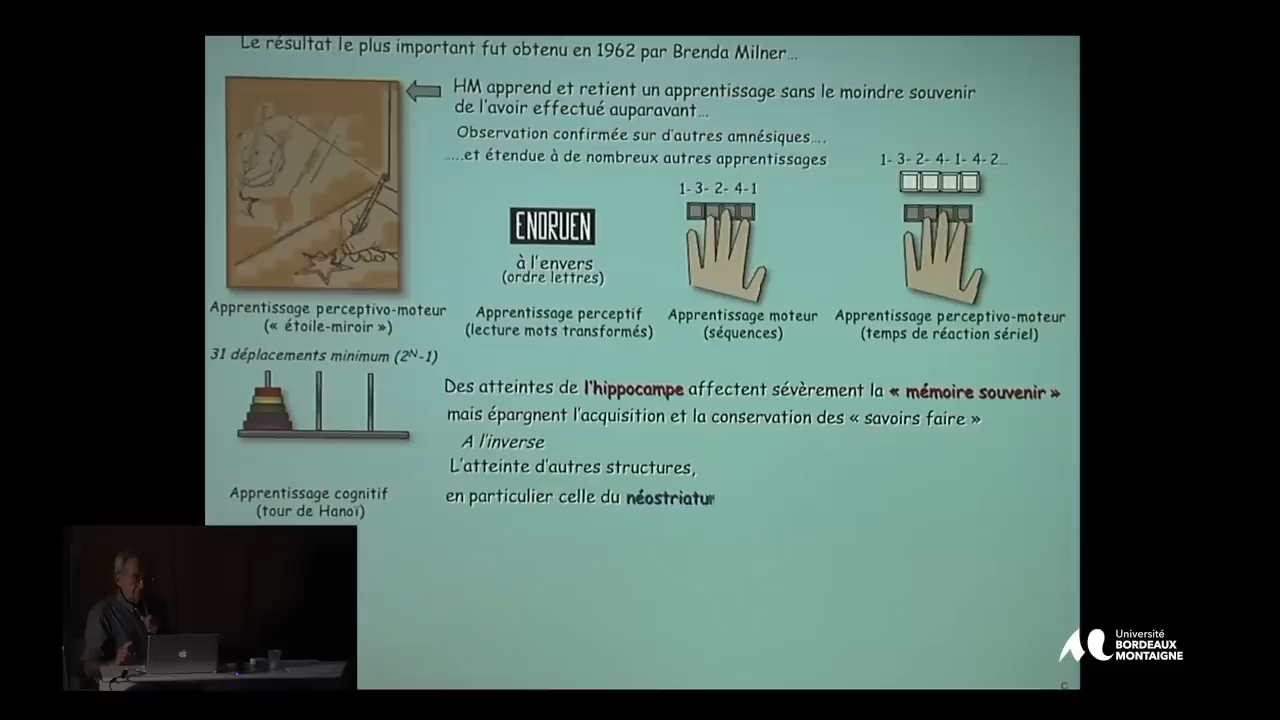 Le résultat le plus important fut obtenu en 1962 par Brenda Milner...
HM apprend et retient un apprentissage sans le moindre souvenir
de l'avoir effectué auparavant...
Observation confirmée sur d'autres amnésiques....
.....et étendue à de nombreux autres apprentissages
1- 3- 2- 4- 1- 4- 2...
1- 3- 2- 4-1
ENDRUEN
à l'envers
(ordre lettres)
Apprentissage perceptivo-moteur
(« étoile-miroir »)
Apprentissage perceptif
(lecture mots transformés)
Apprentissage moteur
(séquences)
Apprentissage perceptivo-moteur
(temps de réaction sériel)
31 déplacements minimum (2ᴺ-1)
Des atteintes de l'hippocampe affectent sévèrement la « mémoire souvenir »
mais épargnent l'acquisition et la conservation des « savoirs faire »
A l'inverse
L'atteinte d'autres structures,
en particulier celle du néostriatur
Apprentissage cognitif
(tour de Hanoï)
Université
BORDEAUX
MONTAIGNE